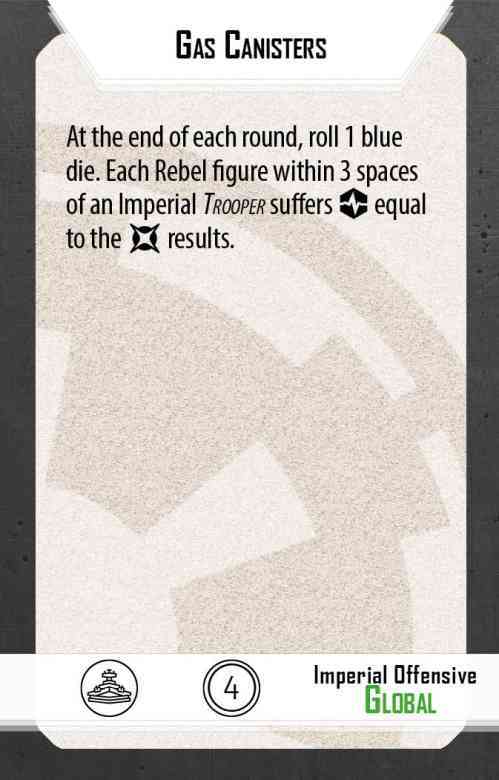 Gas Canisters
At the end of each round, roll 1 blue
die. Each Rebel figure within 3 spaces
of an Imperial Trooper suffers equal
to the results.
4
Imperial Offensive
Global